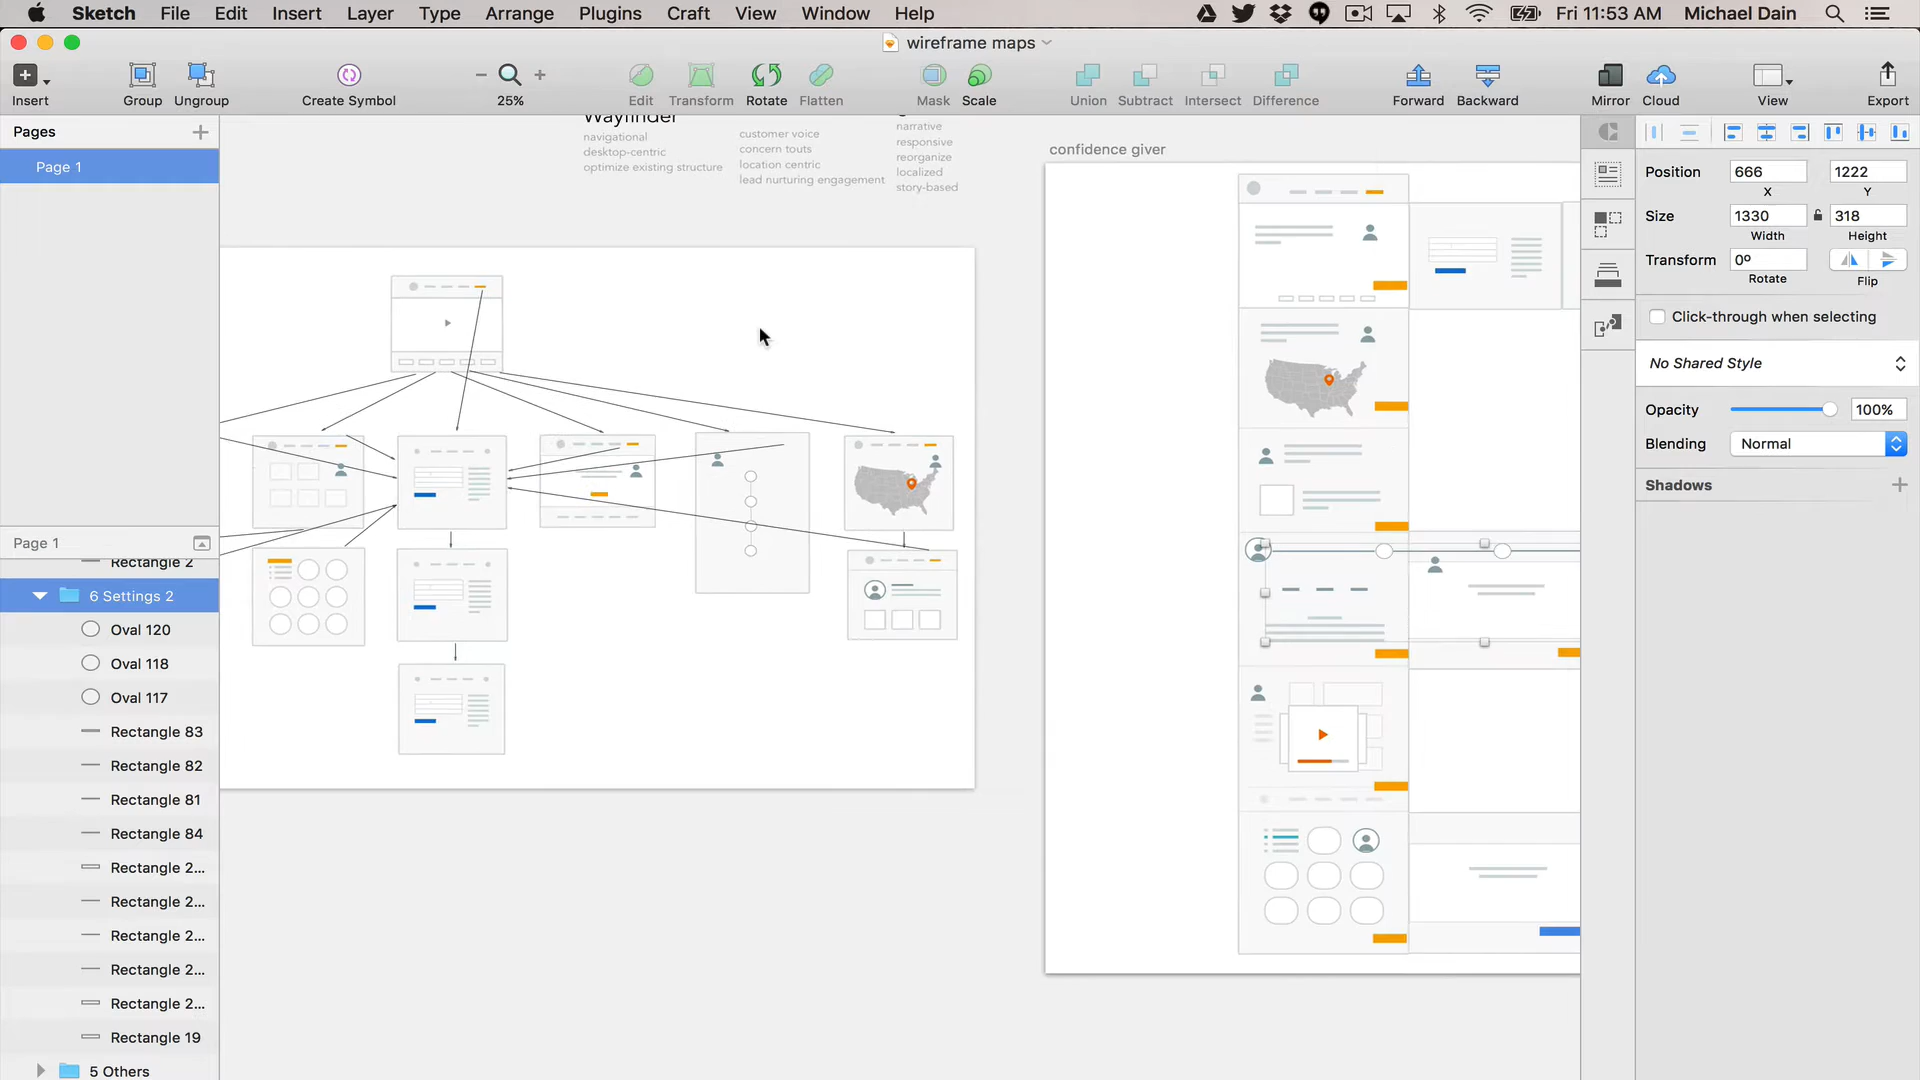 Sketch File Edit Insert Layer Type Arrange Plugins Craft View Window Help Fri 11:53 AM Michael Dain
wireframe maps
Insert Group Ungroup Create Symbol 25% Edit Transform Rotate Flatten Mask Scale Union Subtract Intersect Difference Forward Backward Mirror Cloud View Export
Pages
Page 1
Wayfinder
navigational
desktop-centric
optimize existing structure
customer voice
concern touts
location centric
lead nurturing engagement
narrative
responsive
reorganize
localized
story-based
confidence giver
Page 1
Rectangle 2
6 Settings 2
Oval 120
Oval 118
Oval 117
Rectangle 83
Rectangle 82
Rectangle 81
Rectangle 84
Rectangle 2...
Rectangle 2...
Rectangle 2...
Rectangle 2...
Rectangle 2...
Rectangle 19
5 Others
Position 666 1222
X Y
Size 1330 318
Width Height
Transform 0º
Rotate Flip
Click-through when selecting
No Shared Style
Opacity 100%
Blending Normal
Shadows